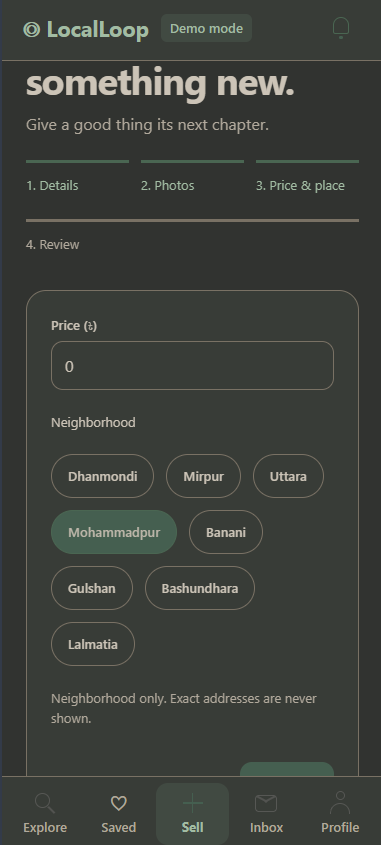 LocalLoop Demo mode
something new.
Give a good thing its next chapter.
1. Details 2. Photos 3. Price & place
4. Review
Price (৳)
0
Neighborhood
Dhanmondi Mirpur Uttara
Mohammadpur Banani
Gulshan Bashundhara
Lalmatia
Neighborhood only. Exact addresses are never
shown.
Explore Saved Sell Inbox Profile